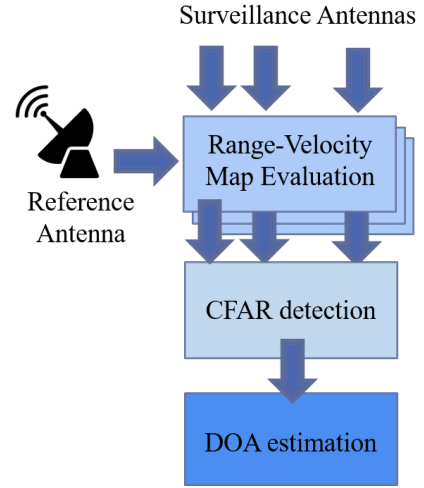 Surveillance Antennas
Range-Velocity
Map Evaluation
Reference
Antenna
CFAR detection
DOA estimation